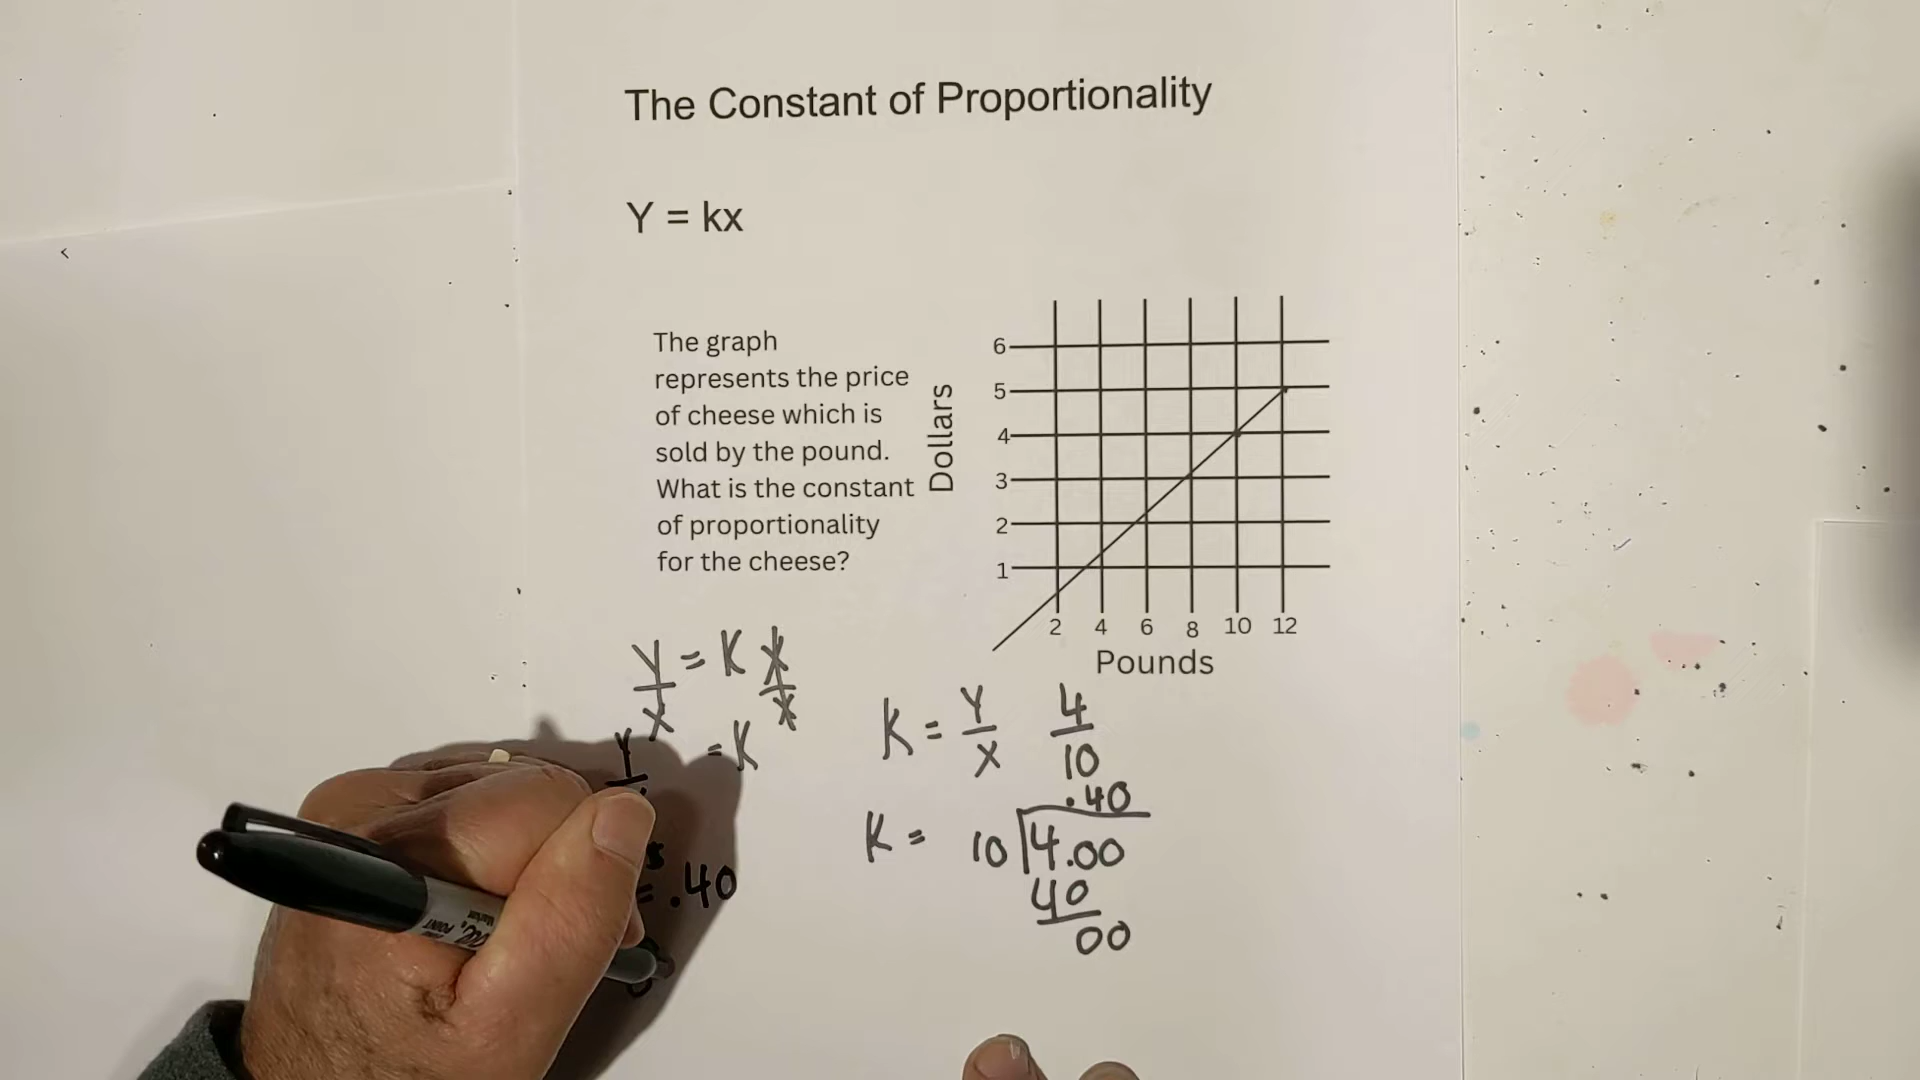 The Constant of Proportionality
Y = kx
The graph
represents the price
of cheese which is
sold by the pound.
What is the constant
of proportionality
for the cheese?
Dollars
6
5
4
3
2
1
2 4 6 8 10 12
Pounds
Y = K X
X X
Y = K
K = Y 4
X 10
.40
K = 10 4.00
40
00
= .40